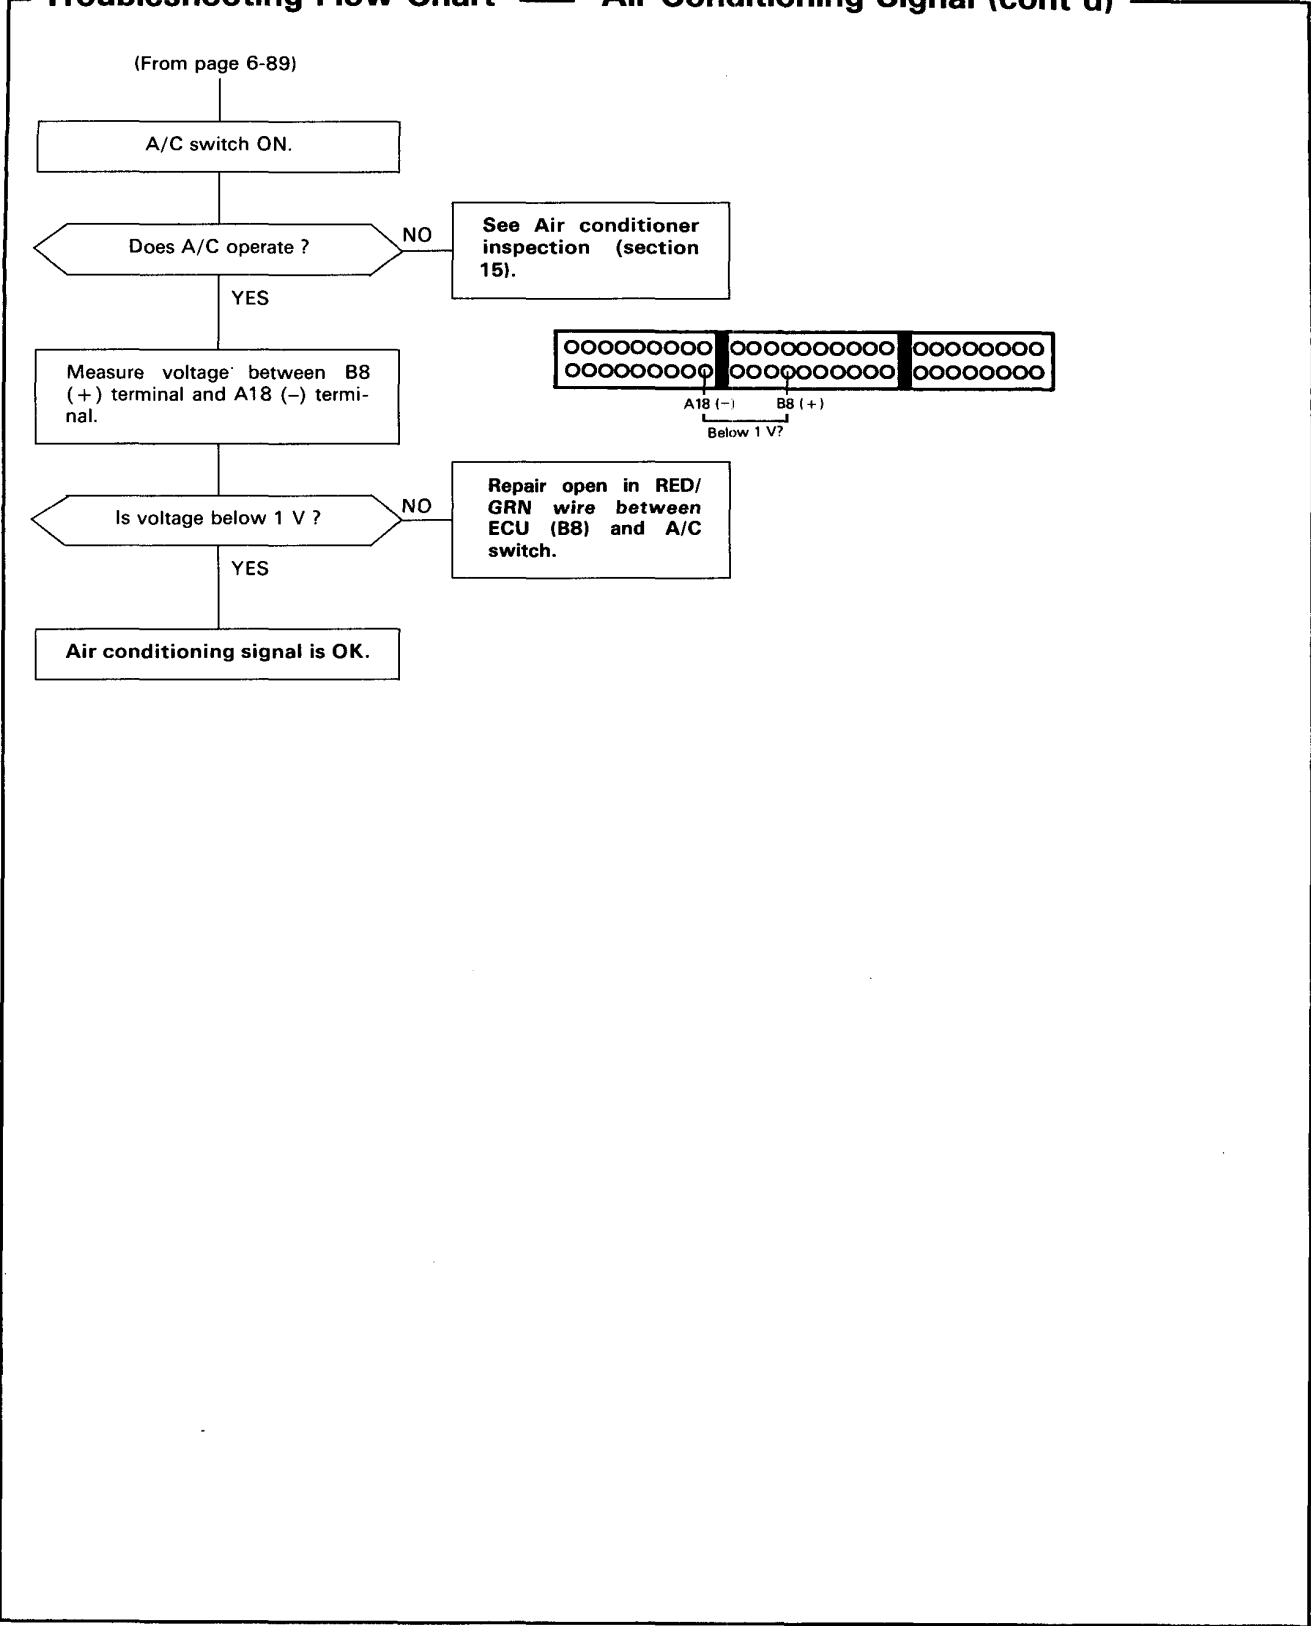 Troubleshooting Flow Chart — Air Conditioning Signal (cont'd)
(From page 6-89)
A/C switch ON.
Does A/C operate ?
NO
See Air conditioner
inspection (section
15).
YES
Measure voltage between B8
(+) terminal and A18 (−) termi-
nal.
A18 (−) B8 (+)
Below 1 V?
Is voltage below 1 V ?
NO
Repair open in RED/
GRN wire between
ECU (B8) and A/C
switch.
YES
Air conditioning signal is OK.